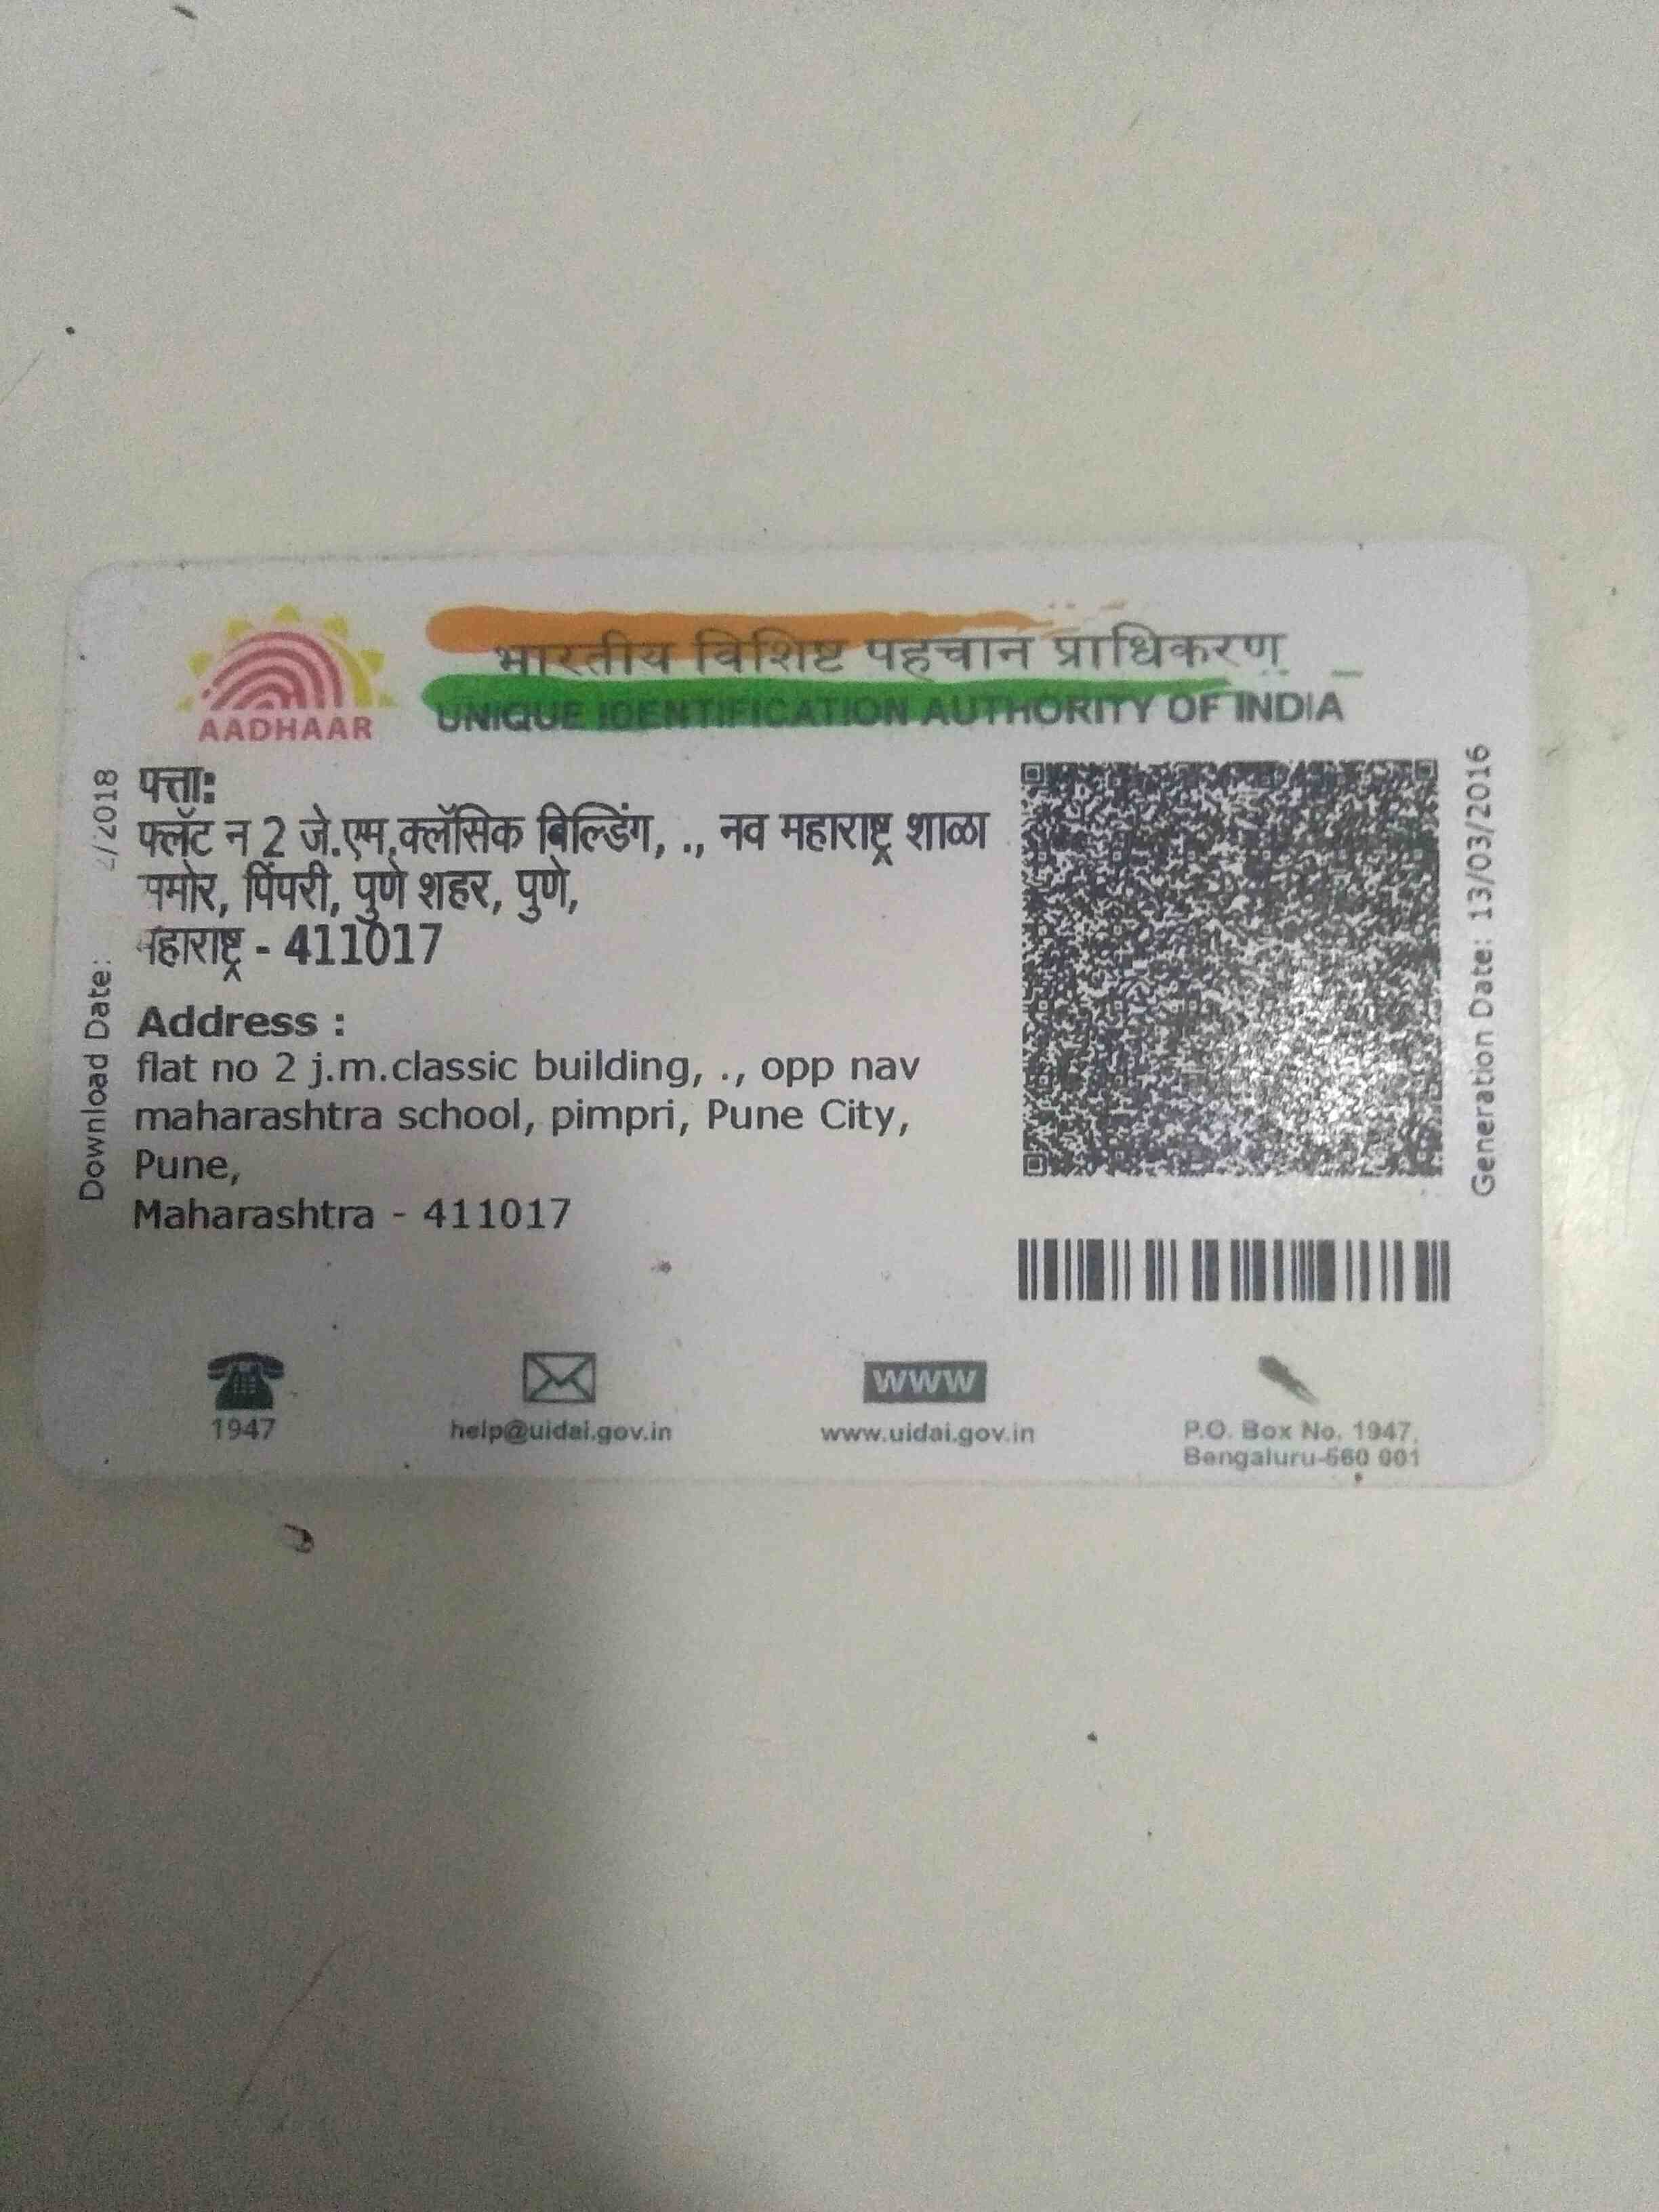 भारतीय विशिष्ट पहचान प्राधिकरण
UNIQUE IDENTIFICATION AUTHORITY OF INDIA
AADHAAR
पत्ता:
फ्लॅट न 2 जे.एम.क्लॅसिक बिल्डिंग, ., नव महाराष्ट्र शाळा
समोर, पिंपरी, पुणे शहर, पुणे,
महाराष्ट्र - 411017
Address :
flat no 2 j.m.classic building, ., opp nav
maharashtra school, pimpri, Pune City,
Pune,
Maharashtra - 411017
Download Date: /2018
Generation Date: 13/03/2016
1947
help@uidai.gov.in
WWW
www.uidai.gov.in
P.O. Box No. 1947,
Bengaluru-560 001